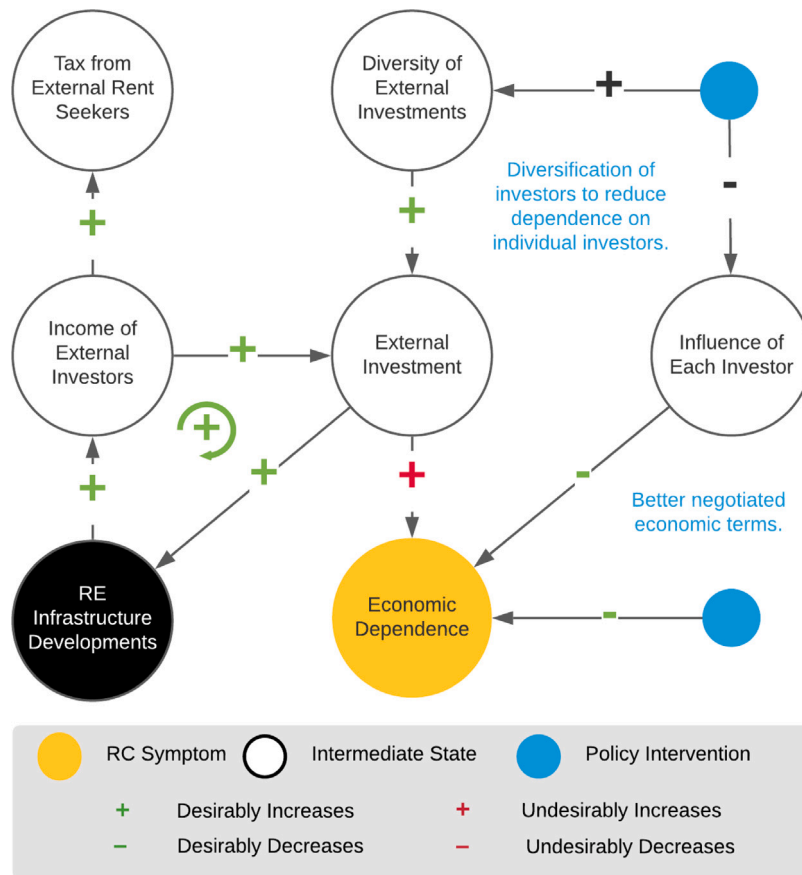 Tax from
External Rent
Seekers
Diversity of
External
Investments
+
Diversification of
investors to reduce
dependence on
individual investors.
-
+
+
Income of
External
Investors
+
External
Investment
Influence of
Each Investor
+
+
+
+
-
Better negotiated
economic terms.
RE
Infrastructure
Developments
Economic
Dependence
-
RC Symptom
Intermediate State
Policy Intervention
+ Desirably Increases
+ Undesirably Increases
– Desirably Decreases
– Undesirably Decreases